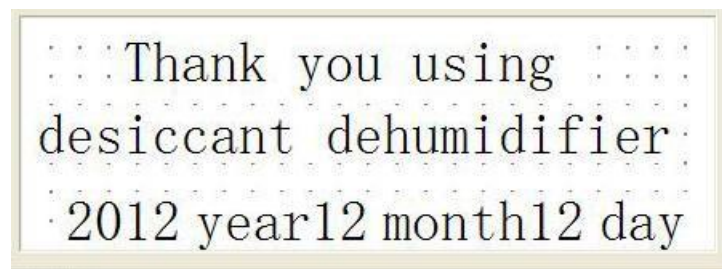 Thank you using
desiccant dehumidifier
2012 year12 month12 day